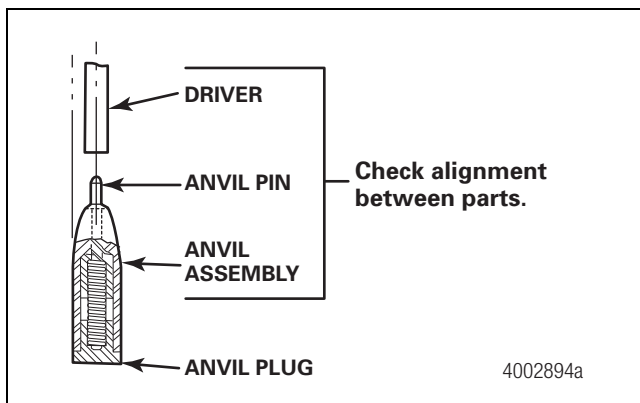 DRIVER
ANVIL PIN
ANVIL
ASSEMBLY
ANVIL PLUG
Check alignment
between parts.
4002894a